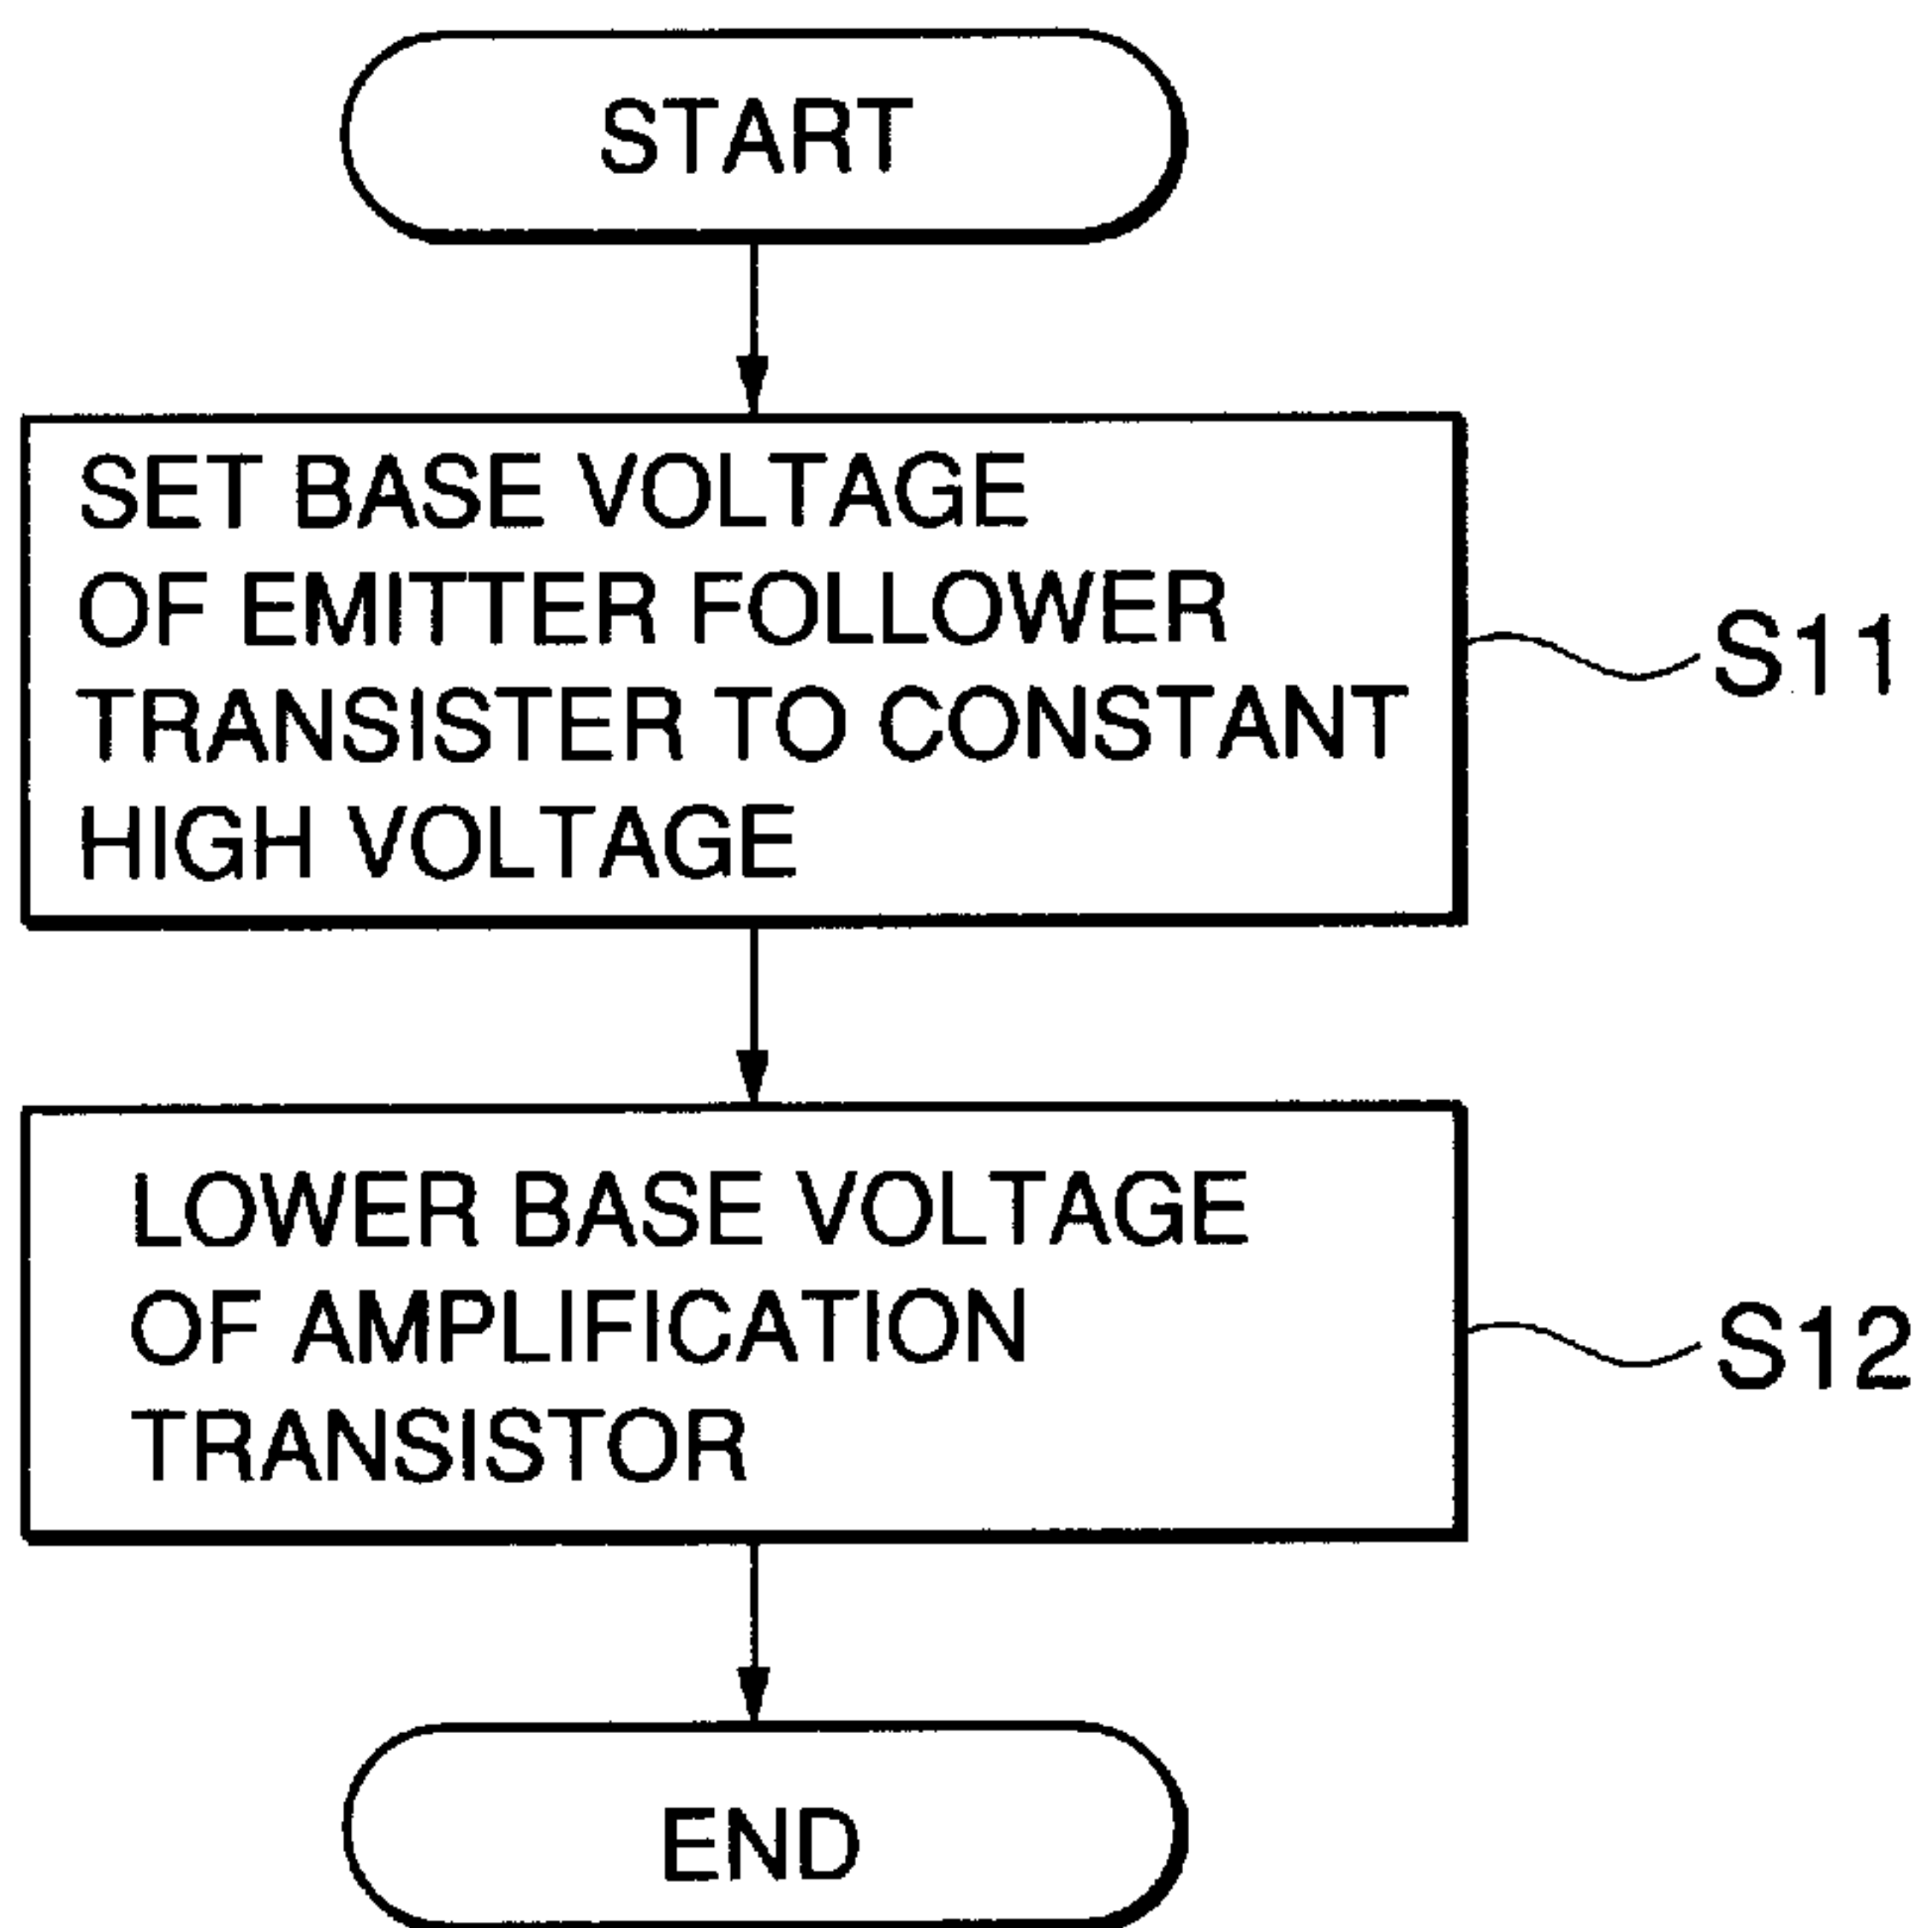 START
SET BASE VOLTAGE
OF EMITTER FOLLOWER
TRANSISTER TO CONSTANT
HIGH VOLTAGE
S11
LOWER BASE VOLTAGE
OF AMPLIFICATION
TRANSISTOR
S12
END